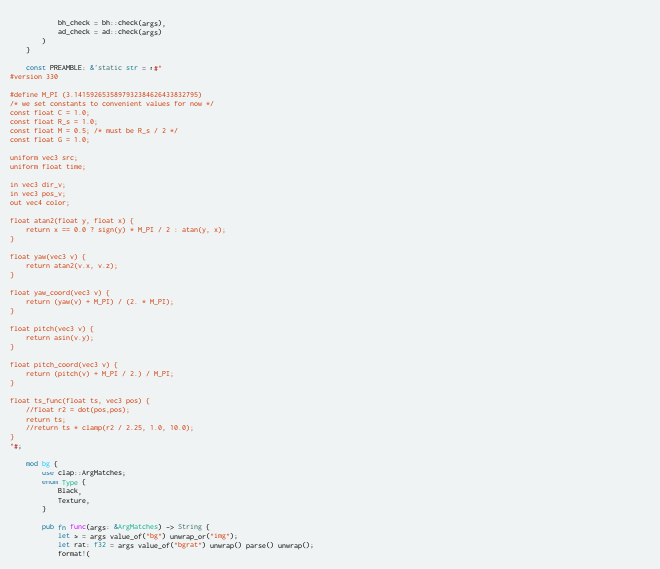 bh_check = bh::check(args),
ad_check = ad::check(args)
)
}
const PREAMBLE: &'static str = r#"
#version 330
#define M_PI (3.1415926535897932384626433832795)
/* we set constants to convenient values for now */
const float C = 1.0;
const float R_s = 1.0;
const float M = 0.5; /* must be R_s / 2 */
const float G = 1.0;
uniform vec3 src;
uniform float time;
in vec3 dir_v;
in vec3 pos_v;
out vec4 color;
float atan2(float y, float x) {
return x == 0.0 ? sign(y) * M_PI / 2 : atan(y, x);
}
float yaw(vec3 v) {
return atan2(v.x, v.z);
}
float yaw_coord(vec3 v) {
return (yaw(v) + M_PI) / (2. * M_PI);
}
float pitch(vec3 v) {
return asin(v.y);
}
float pitch_coord(vec3 v) {
return (pitch(v) + M_PI / 2.) / M_PI;
}
float ts_func(float ts, vec3 pos) {
//float r2 = dot(pos,pos);
return ts;
//return ts * clamp(r2 / 2.25, 1.0, 10.0);
}
"#;
mod bg {
use clap::ArgMatches;
enum Type {
Black,
Texture,
}
pub fn func(args: &ArgMatches) -> String {
let s = args value_of("bg") unwrap_or("img");
let rat: f32 = args value_of("bgrat") unwrap() parse() unwrap();
format!(